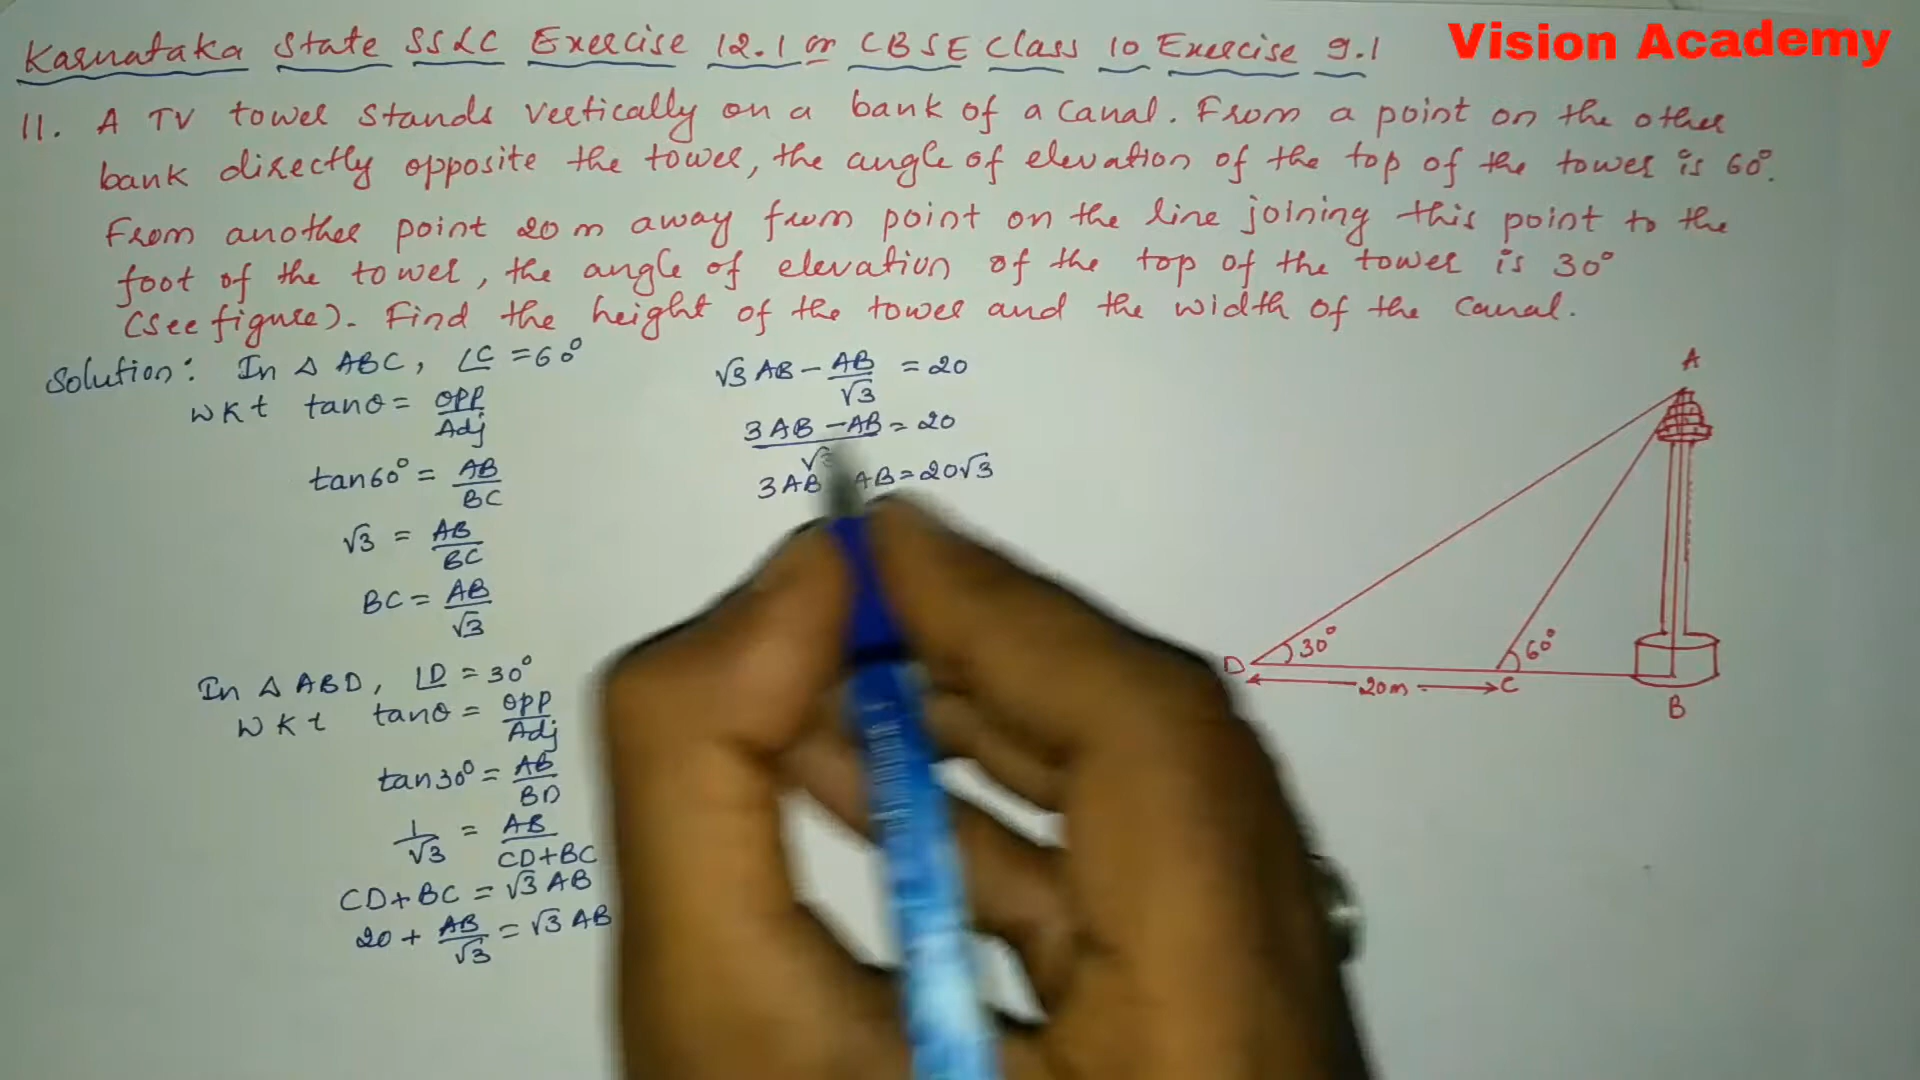 Karnataka State SSLC Exercise 12.1 or CBSE Class 10 Exercise 9.1
Vision Academy
11. A TV tower stands vertically on a bank of a canal. From a point on the other
bank directly opposite the tower, the angle of elevation of the top of the tower is 60°.
From another point 20 m away from point on the line joining this point to the
foot of the tower, the angle of elevation of the top of the tower is 30°
(see figure). Find the height of the tower and the width of the canal.
Solution: In △ ABC, ∠C = 60°
WKt tanθ = Opp/Adj
tan60° = AB/BC
√3 = AB/BC
BC = AB/√3
In △ ABD, ∠D = 30°
WKt tanθ = Opp/Adj
tan30° = AB/BD
1/√3 = AB/CD+BC
CD+BC = √3 AB
20 + AB/√3 = √3 AB
√3 AB − AB/√3 = 20
3AB − AB/√3 = 20
3AB AB = 20√3
A
30°
60°
D
20m
C
B